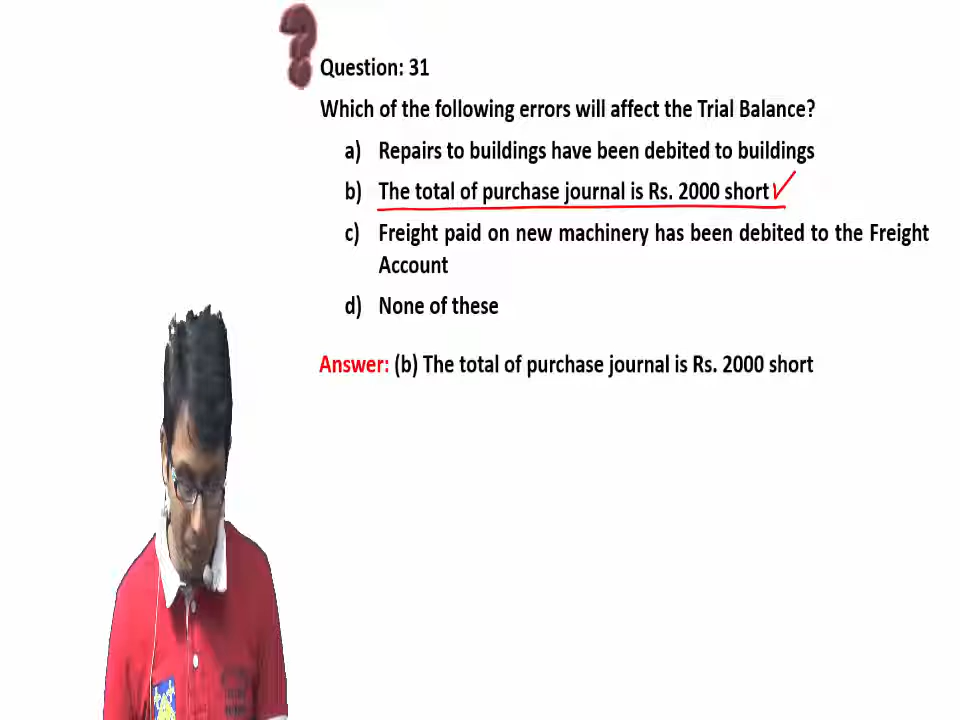 Question: 31
Which of the following errors will affect the Trial Balance?
a) Repairs to buildings have been debited to buildings
b) The total of purchase journal is Rs. 2000 short
c) Freight paid on new machinery has been debited to the Freight
Account
d) None of these
Answer: (b) The total of purchase journal is Rs. 2000 short